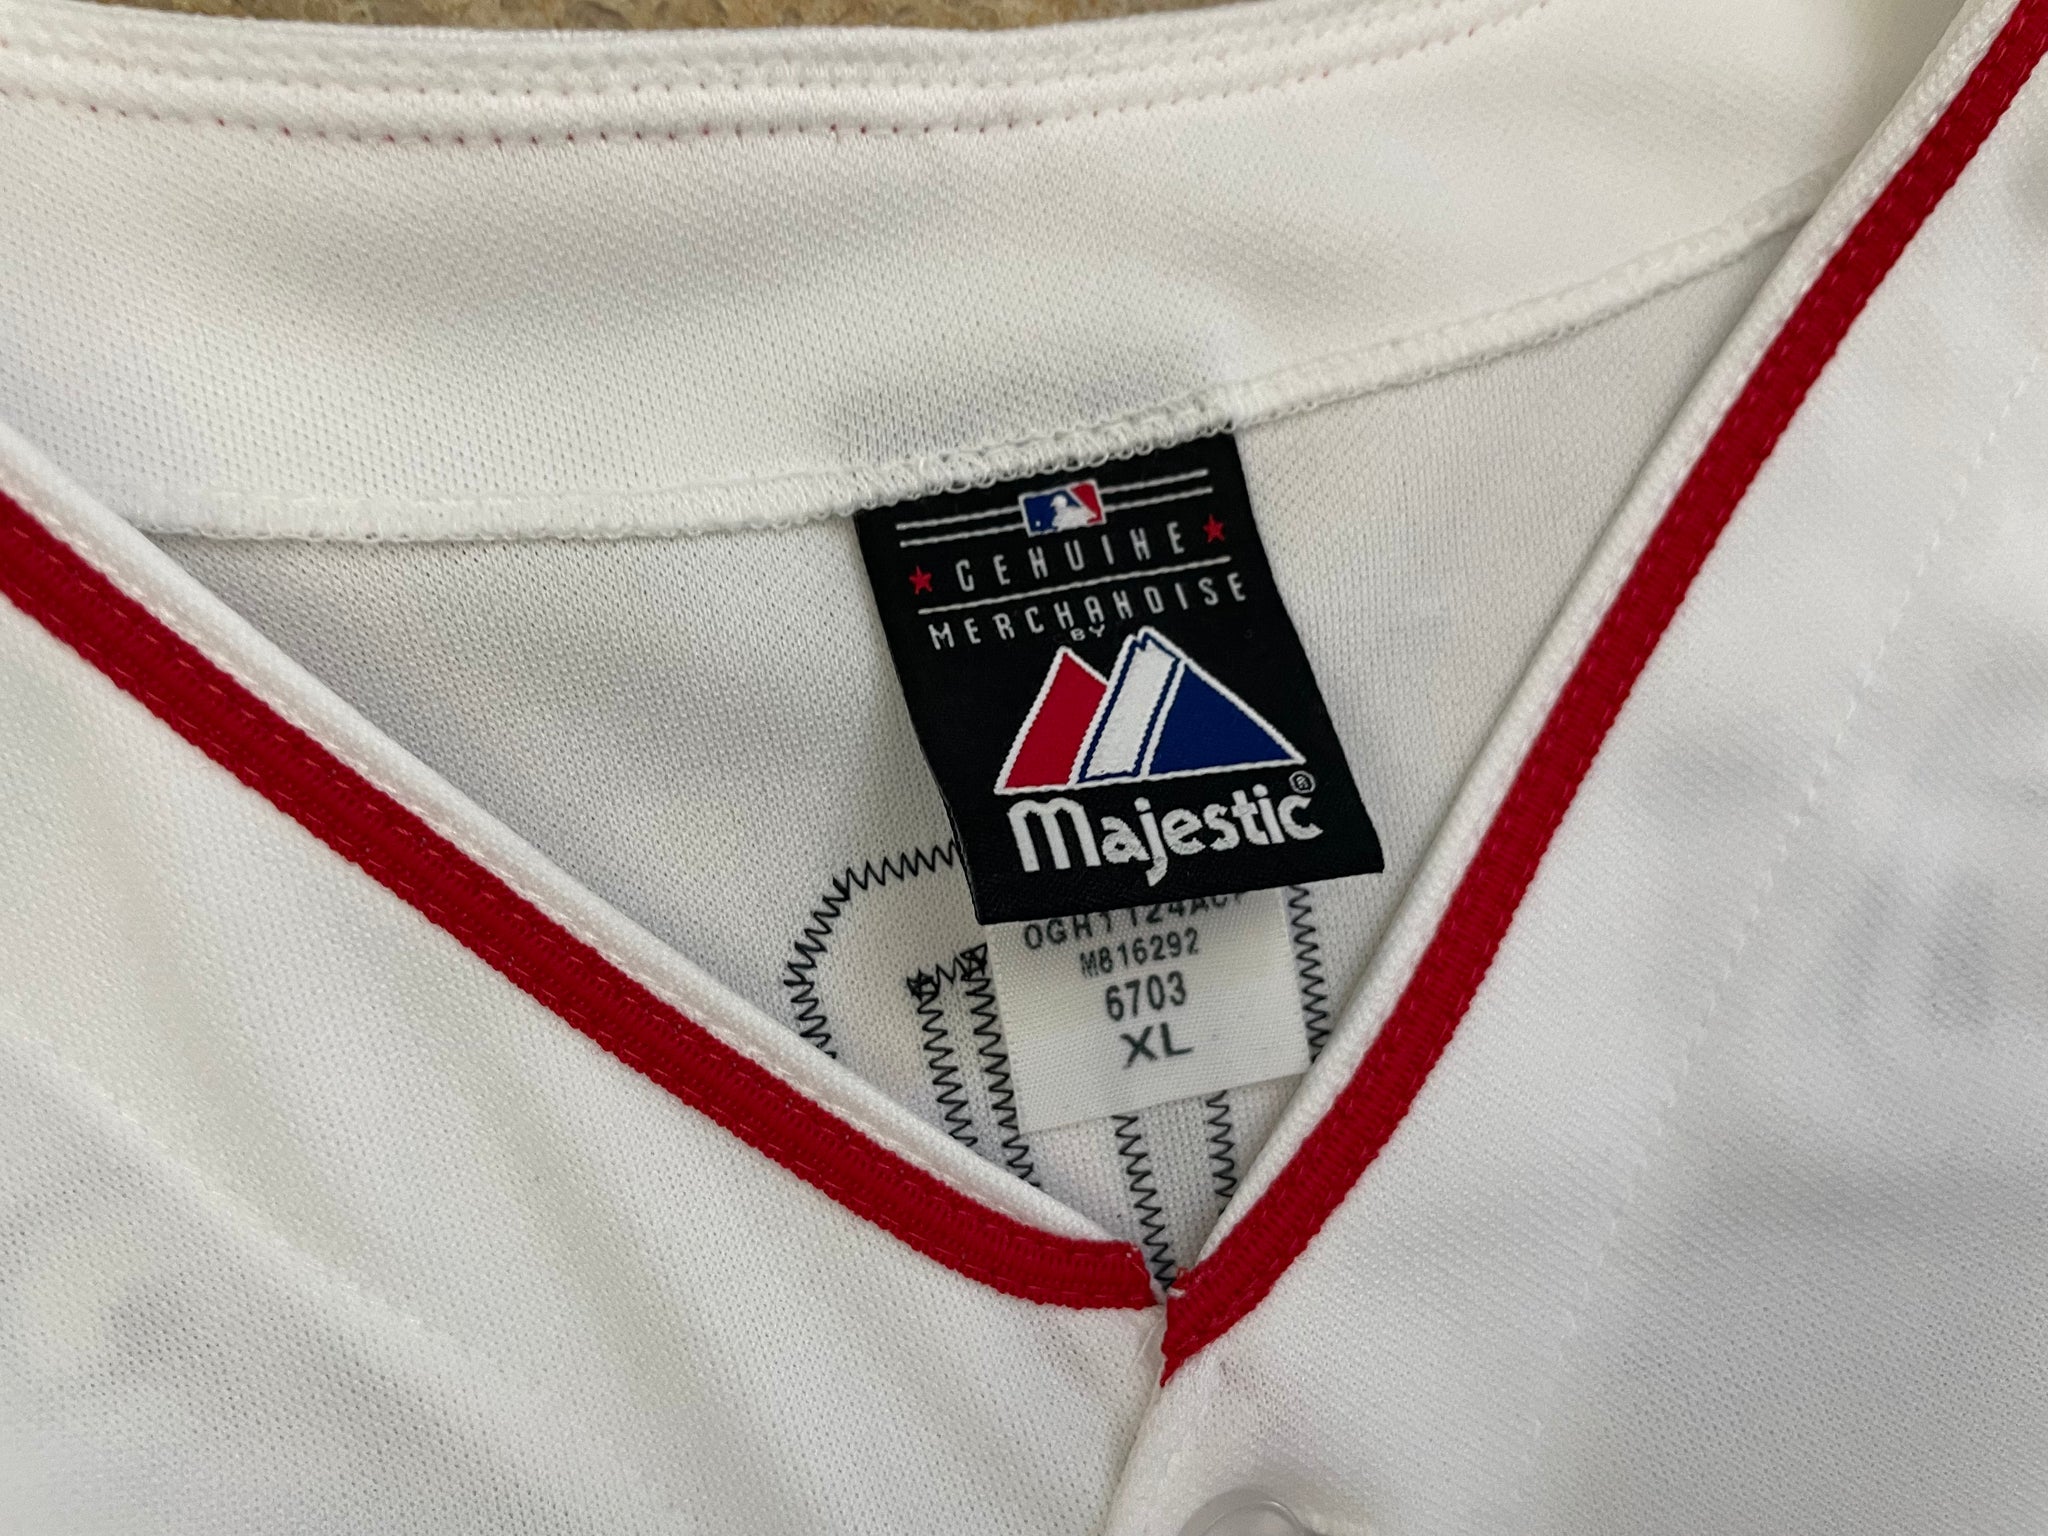 GENUINE
MERCHANDISE
BY
Majestic®
M816292
6703
XL